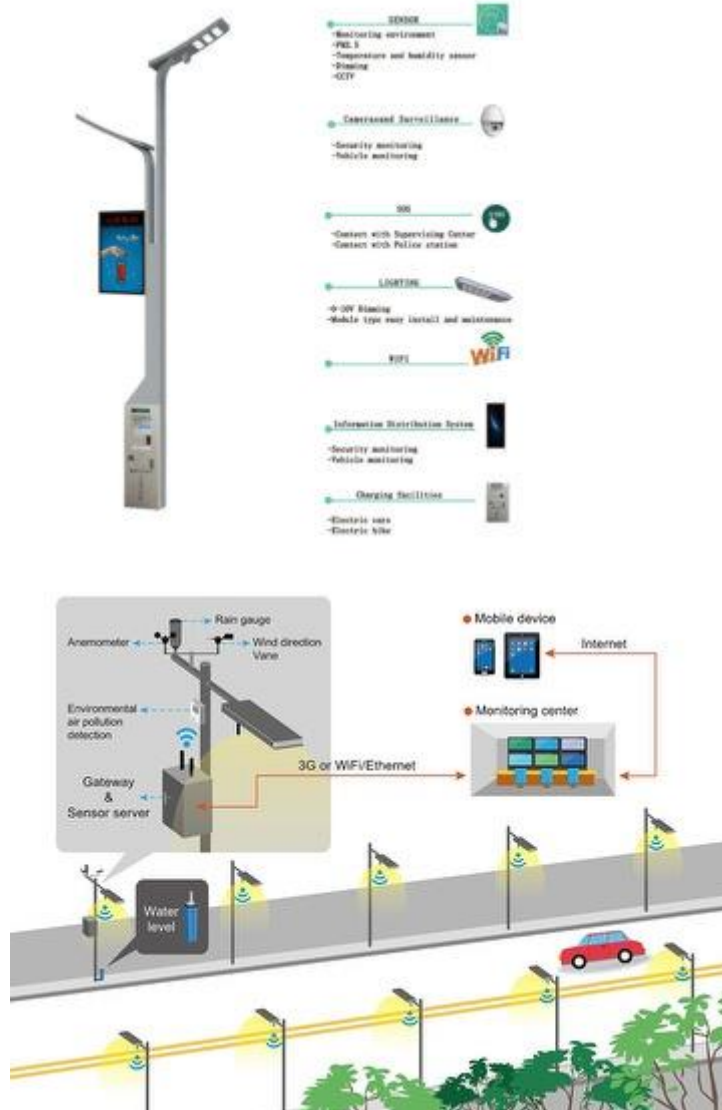 SENSOR
-Monitoring environment
-PM2.5
-Temperature and humidity sensor
-Dimming
-CCTV
Cameraound Surveillance
-Security monitoring
-Vehicle monitoring
SOS
-Contact with Supervising Center
-Contact with Police station
LIGHTING
-0-10V Dimming
-Module type easy install and maintenance
WIFI
WiFi
Information Distribution System
-Security monitoring
-Vehicle monitoring
Charging facilities
-Electric cars
-Electric bike
Rain gauge
Anemometer
Wind direction
Vane
Environmental
air pollution
detection
Gateway
&
Sensor server
Mobile device
Internet
Monitoring center
3G or WiFi/Ethernet
Water
level